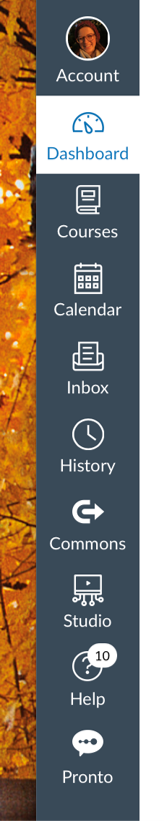 Account
Dashboard
Courses
Calendar
Inbox
History
Commons
Studio
10
Help
Pronto